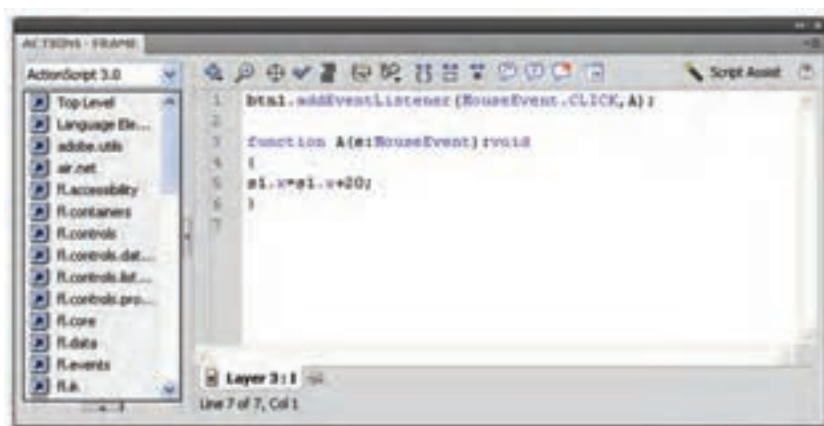 ACTIONS - FRAME
ActionScript 3.0
Script Assist
Top Level
Language Ele...
adobe.utils
air.net
fl.accessibility
fl.containers
fl.controls
fl.controls.dat...
fl.controls.list....
fl.controls.pro...
fl.core
fl.data
fl.events
fl.ik
1 btn1.addEventListener(MouseEvent.CLICK,A);
2
3 function A(e:MouseEvent):void
4 {
5 s1.x=s1.x+20;
6 }
7
Layer 3 : 1
Line 7 of 7, Col 1